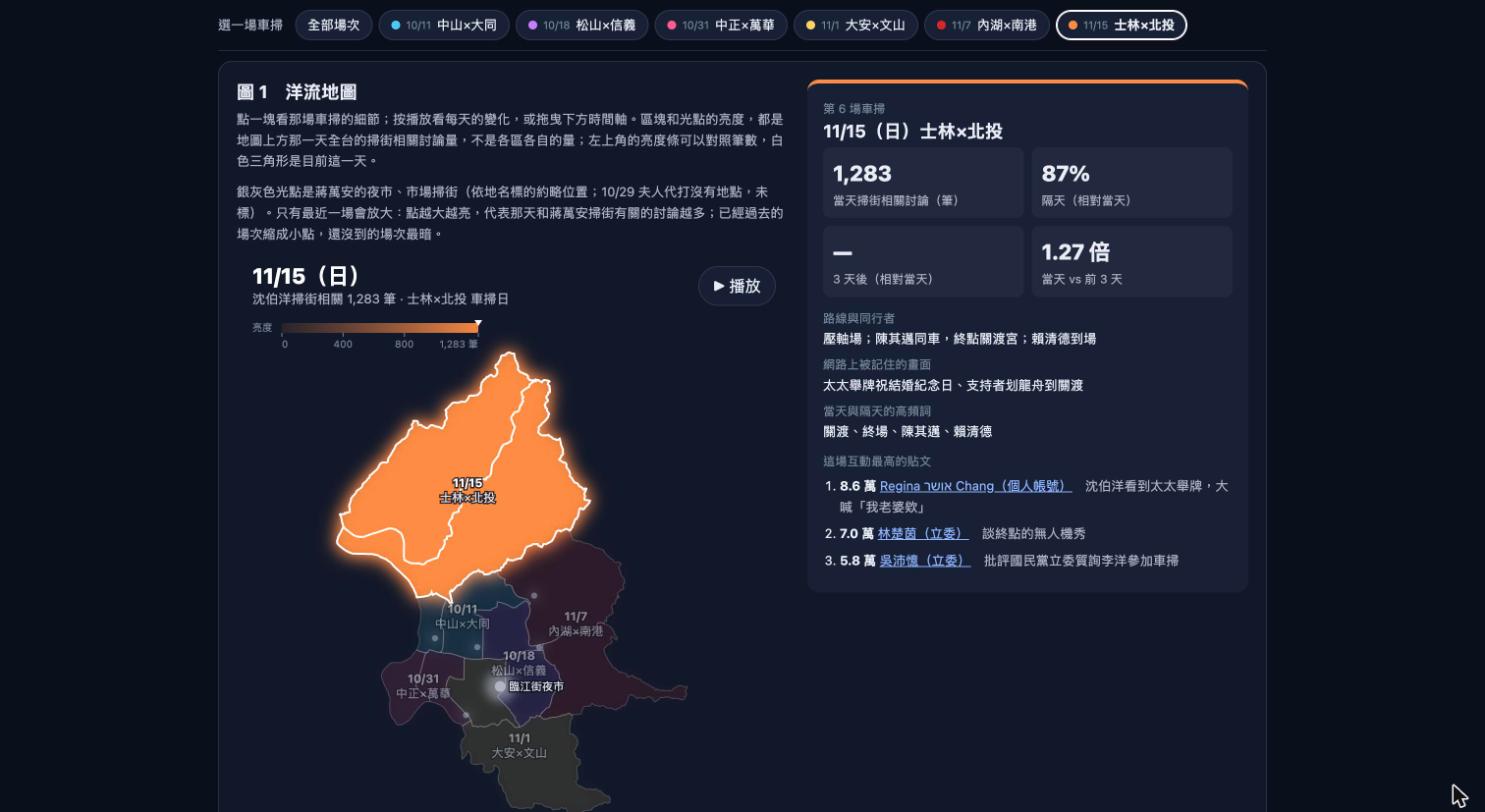 選一場車掃 全部場次 10/11 中山×大同 10/18 松山×信義 10/31 中正×萬華 11/1 大安×文山 11/7 內湖×南港 11/15 士林×北投
圖 1 洋流地圖
點一塊看那場車掃的細節；按播放看每天的變化，或拖曳下方時間軸。區塊和光點的亮度，都是
地圖上方那一天全台的掃街相關討論量，不是各區各自的量；左上角的亮度條可以對照筆數，白
色三角形是目前這一天。
銀灰色光點是蔣萬安的夜市、市場掃街（依地名標的約略位置；10/29 夫人代打沒有地點，未
標）。只有最近一場會放大：點越大越亮，代表那天和蔣萬安掃街有關的討論越多；已經過去的
場次縮成小點，還沒到的場次最暗。
11/15（日）
沈伯洋掃街相關 1,283 筆 · 士林×北投 車掃日
▶ 播放
亮度
0 400 800 1,283 筆
11/15
士林×北投
10/11
中山×大同
11/7
內湖×南港
10/18
松山×信義
10/31
中正×萬華
臨江街夜市
11/1
大安×文山
第 6 場車掃
11/15（日）士林×北投
1,283
當天掃街相關討論（筆）
87%
隔天（相對當天）
—
3 天後（相對當天）
1.27 倍
當天 vs 前 3 天
路線與同行者
壓軸場；陳其邁同車，終點關渡宮；賴清德到場
網路上被記住的畫面
太太舉牌祝結婚紀念日、支持者划龍舟到關渡
當天與隔天的高頻詞
關渡、終場、陳其邁、賴清德
這場互動最高的貼文
1. 8.6 萬 Regina אושר Chang（個人帳號） 沈伯洋看到太太舉牌，大
喊「我老婆欸」
2. 7.0 萬 林楚茵（立委） 談終點的無人機秀
3. 5.8 萬 吳沛憶（立委） 批評國民黨立委質詢李洋參加車掃